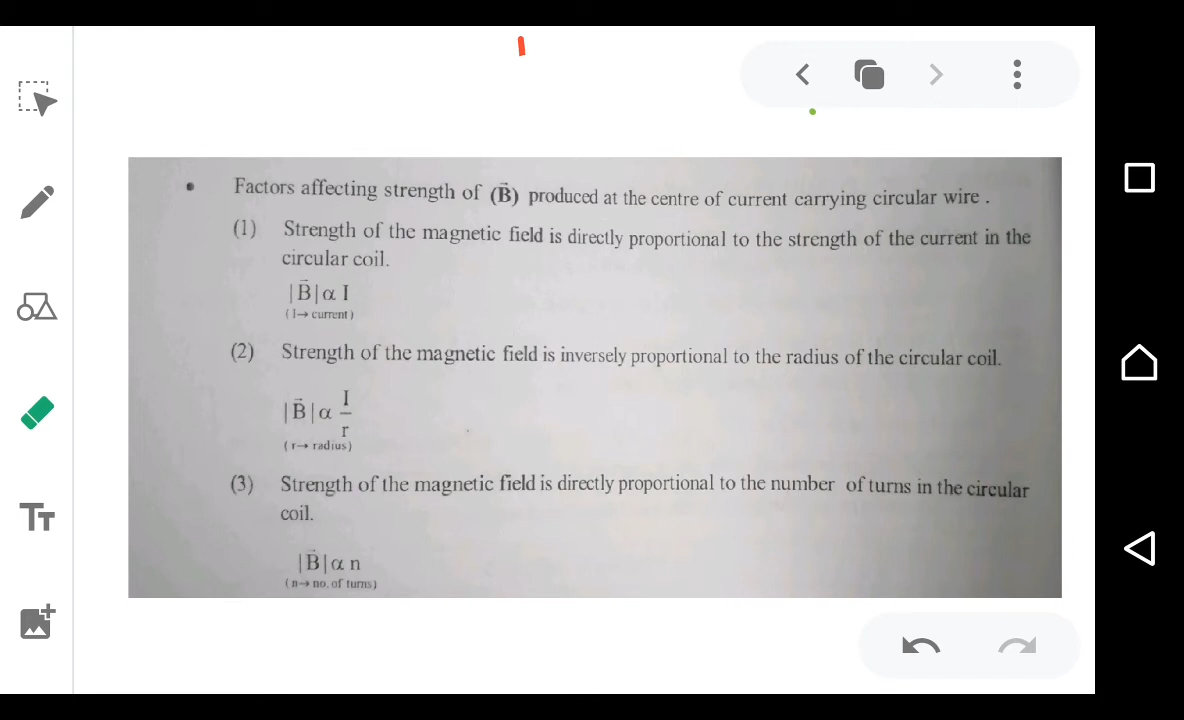 • Factors affecting strength of (B⃗) produced at the centre of current carrying circular wire .
(1) Strength of the magnetic field is directly proportional to the strength of the current in the
circular coil.
|B⃗| α I
( I→ current )
(2) Strength of the magnetic field is inversely proportional to the radius of the circular coil.
|B⃗| α I/r
( r→ radius)
(3) Strength of the magnetic field is directly proportional to the number of turns in the circular
coil.
|B⃗| α n
( n→ no. of turns)
TT